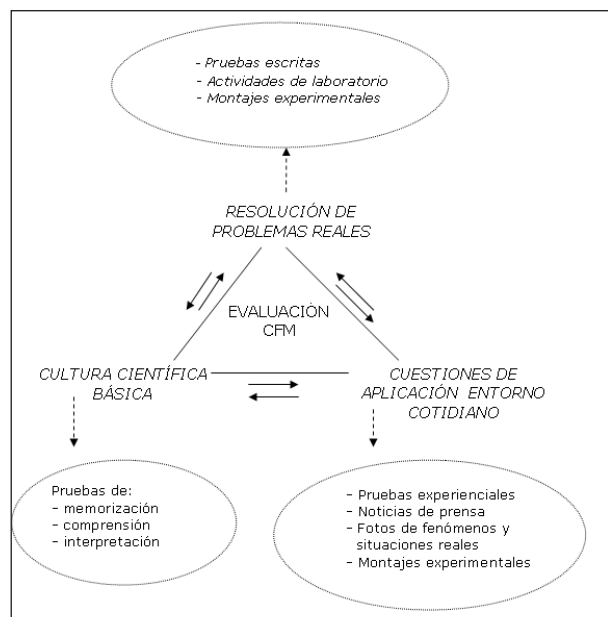 - Pruebas escritas
- Actividades de laboratorio
- Montajes experimentales
RESOLUCIÓN DE
PROBLEMAS REALES
EVALUACIÓN
CFM
CULTURA CIENTÍFICA
BÁSICA
CUESTIONES DE
APLICACIÓN ENTORNO
COTIDIANO
Pruebas de:
– memorización
– comprensión
– interpretación
– Pruebas experienciales
– Noticias de prensa
– Fotos de fenómenos y
situaciones reales
– Montajes experimentales